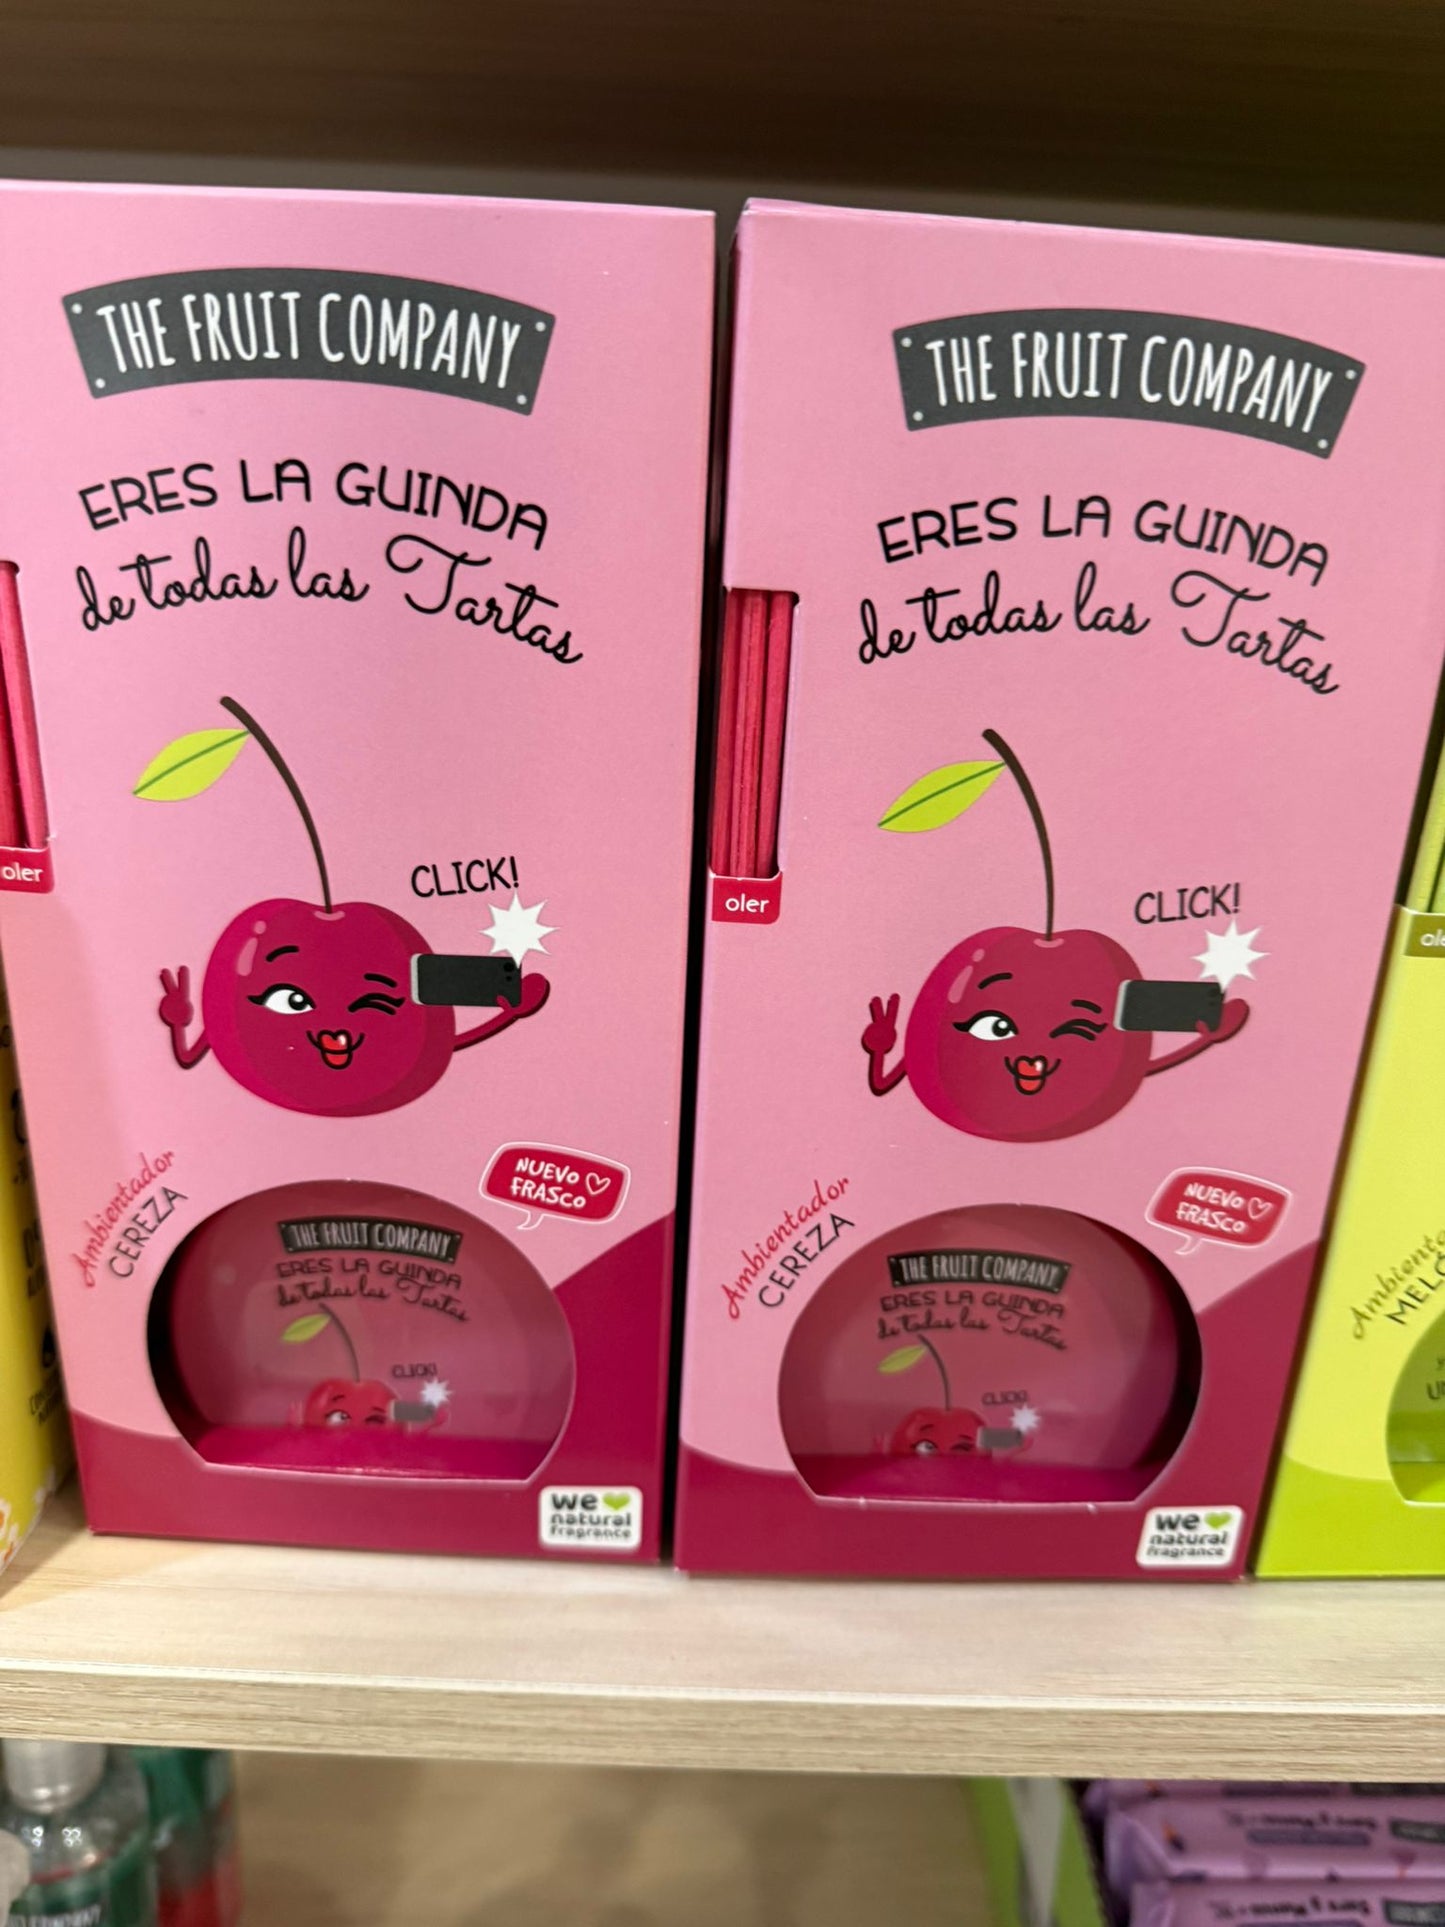 THE FRUIT COMPANY
ERES LA GUINDA
de todas las Tartas
CLICK!
oler
NUEVO
FRASCO
Ambientador
CEREZA
THE FRUIT COMPANY
ERES LA GUINDA
de todas las Tartas
CLICK!
we
natural
fragrance
THE FRUIT COMPANY
ERES LA GUINDA
de todas las Tartas
CLICK!
oler
NUEVO
FRASCO
Ambientador
CEREZA
THE FRUIT COMPANY
ERES LA GUINDA
de todas las Tartas
CLICK!
we
natural
fragrance